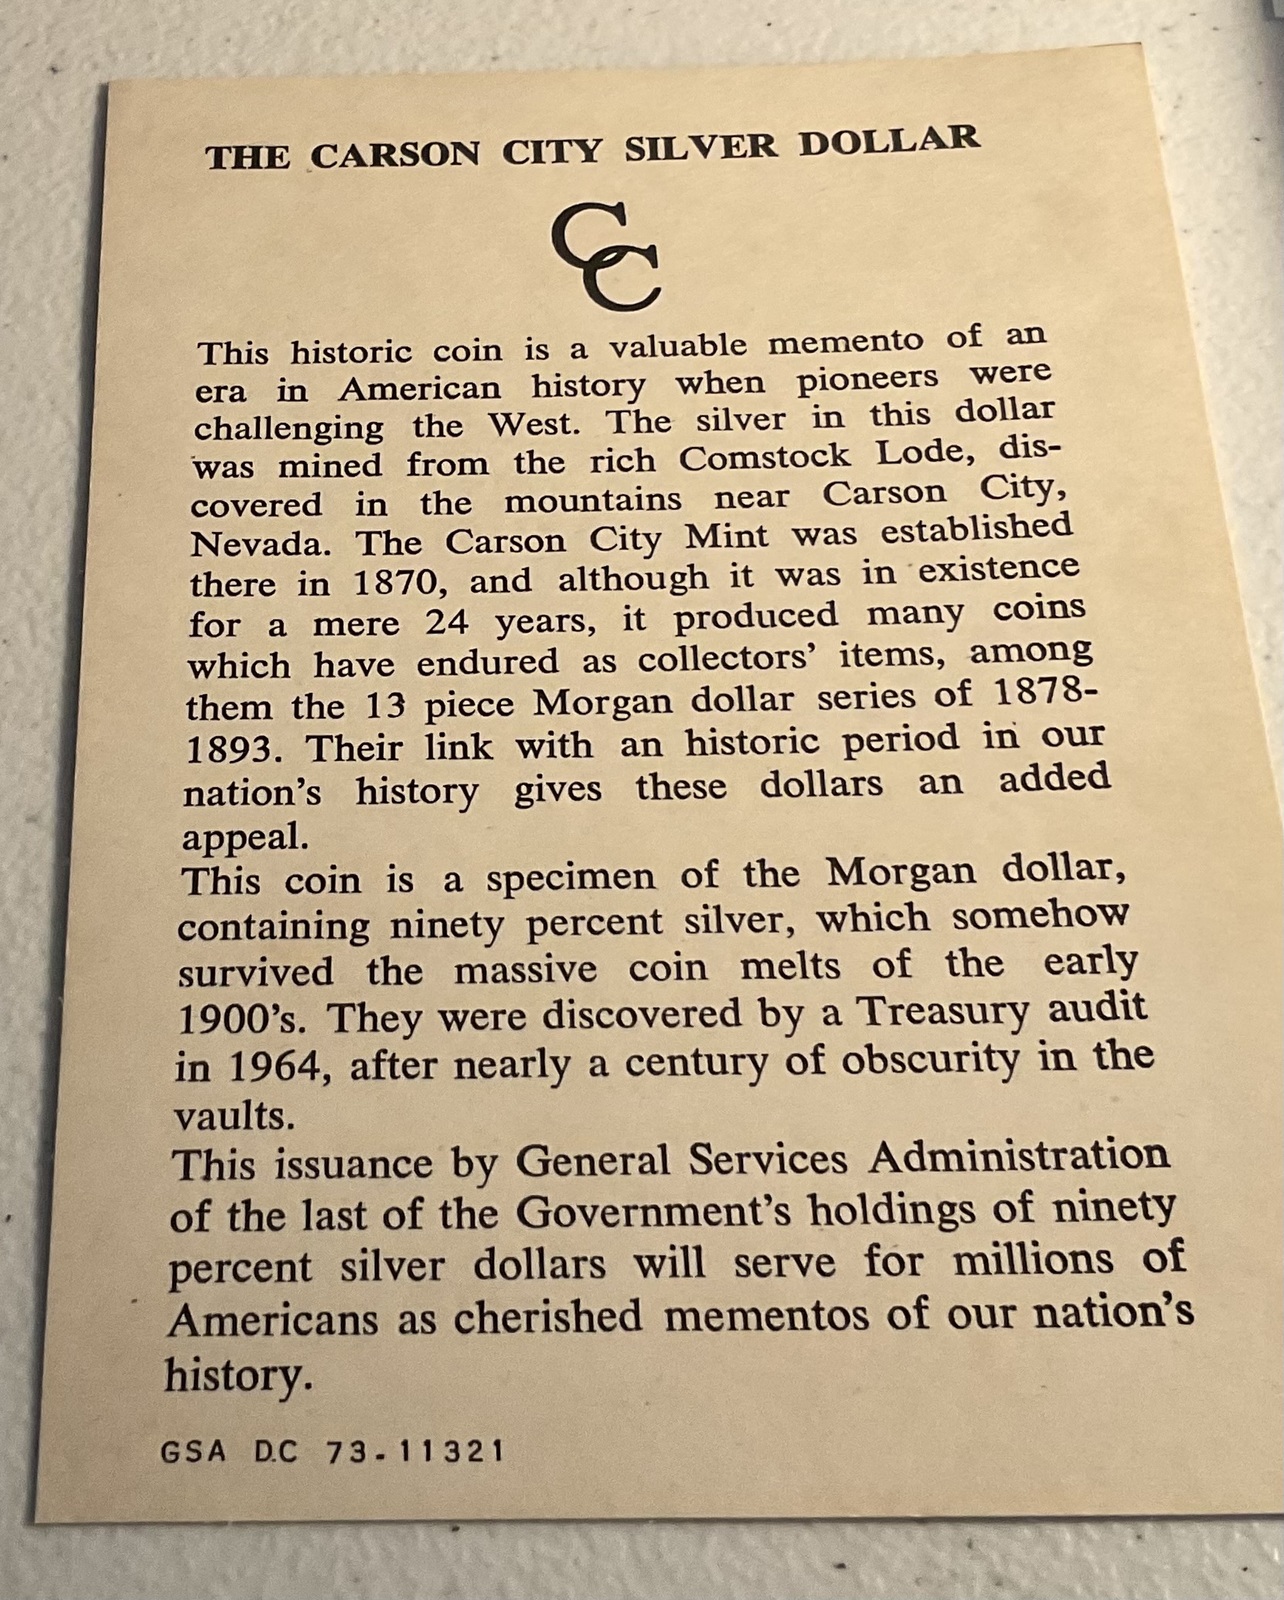 THE CARSON CITY SILVER DOLLAR
CC
This historic coin is a valuable memento of an
era in American history when pioneers were
challenging the West. The silver in this dollar
was mined from the rich Comstock Lode, dis-
covered in the mountains near Carson City,
Nevada. The Carson City Mint was established
there in 1870, and although it was in existence
for a mere 24 years, it produced many coins
which have endured as collectors' items, among
them the 13 piece Morgan dollar series of 1878-
1893. Their link with an historic period in our
nation's history gives these dollars an added
appeal.
This coin is a specimen of the Morgan dollar,
containing ninety percent silver, which somehow
survived the massive coin melts of the early
1900's. They were discovered by a Treasury audit
in 1964, after nearly a century of obscurity in the
vaults.
This issuance by General Services Administration
of the last of the Government's holdings of ninety
percent silver dollars will serve for millions of
Americans as cherished mementos of our nation's
history.
GSA D.C 73-11321